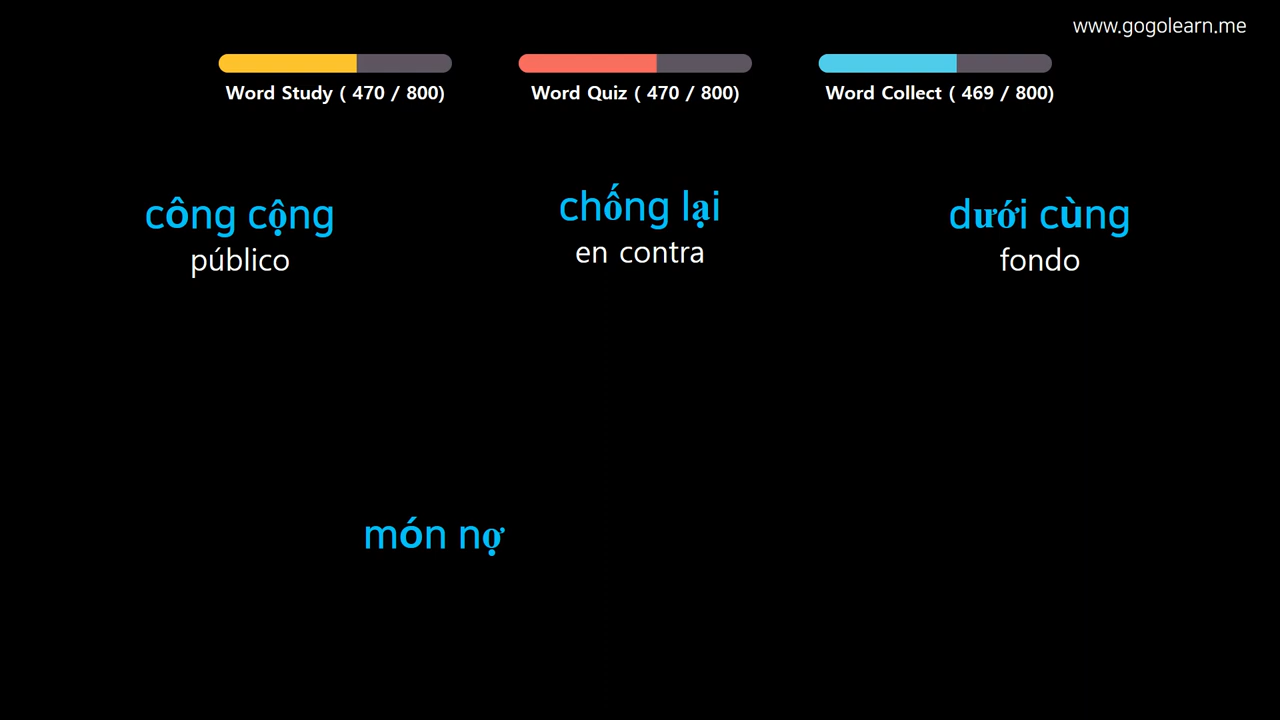 www.gogolearn.me
Word Study ( 470 / 800)
Word Quiz ( 470 / 800)
Word Collect ( 469 / 800)
công cộng
público
chống lại
en contra
dưới cùng
fondo
món nợ